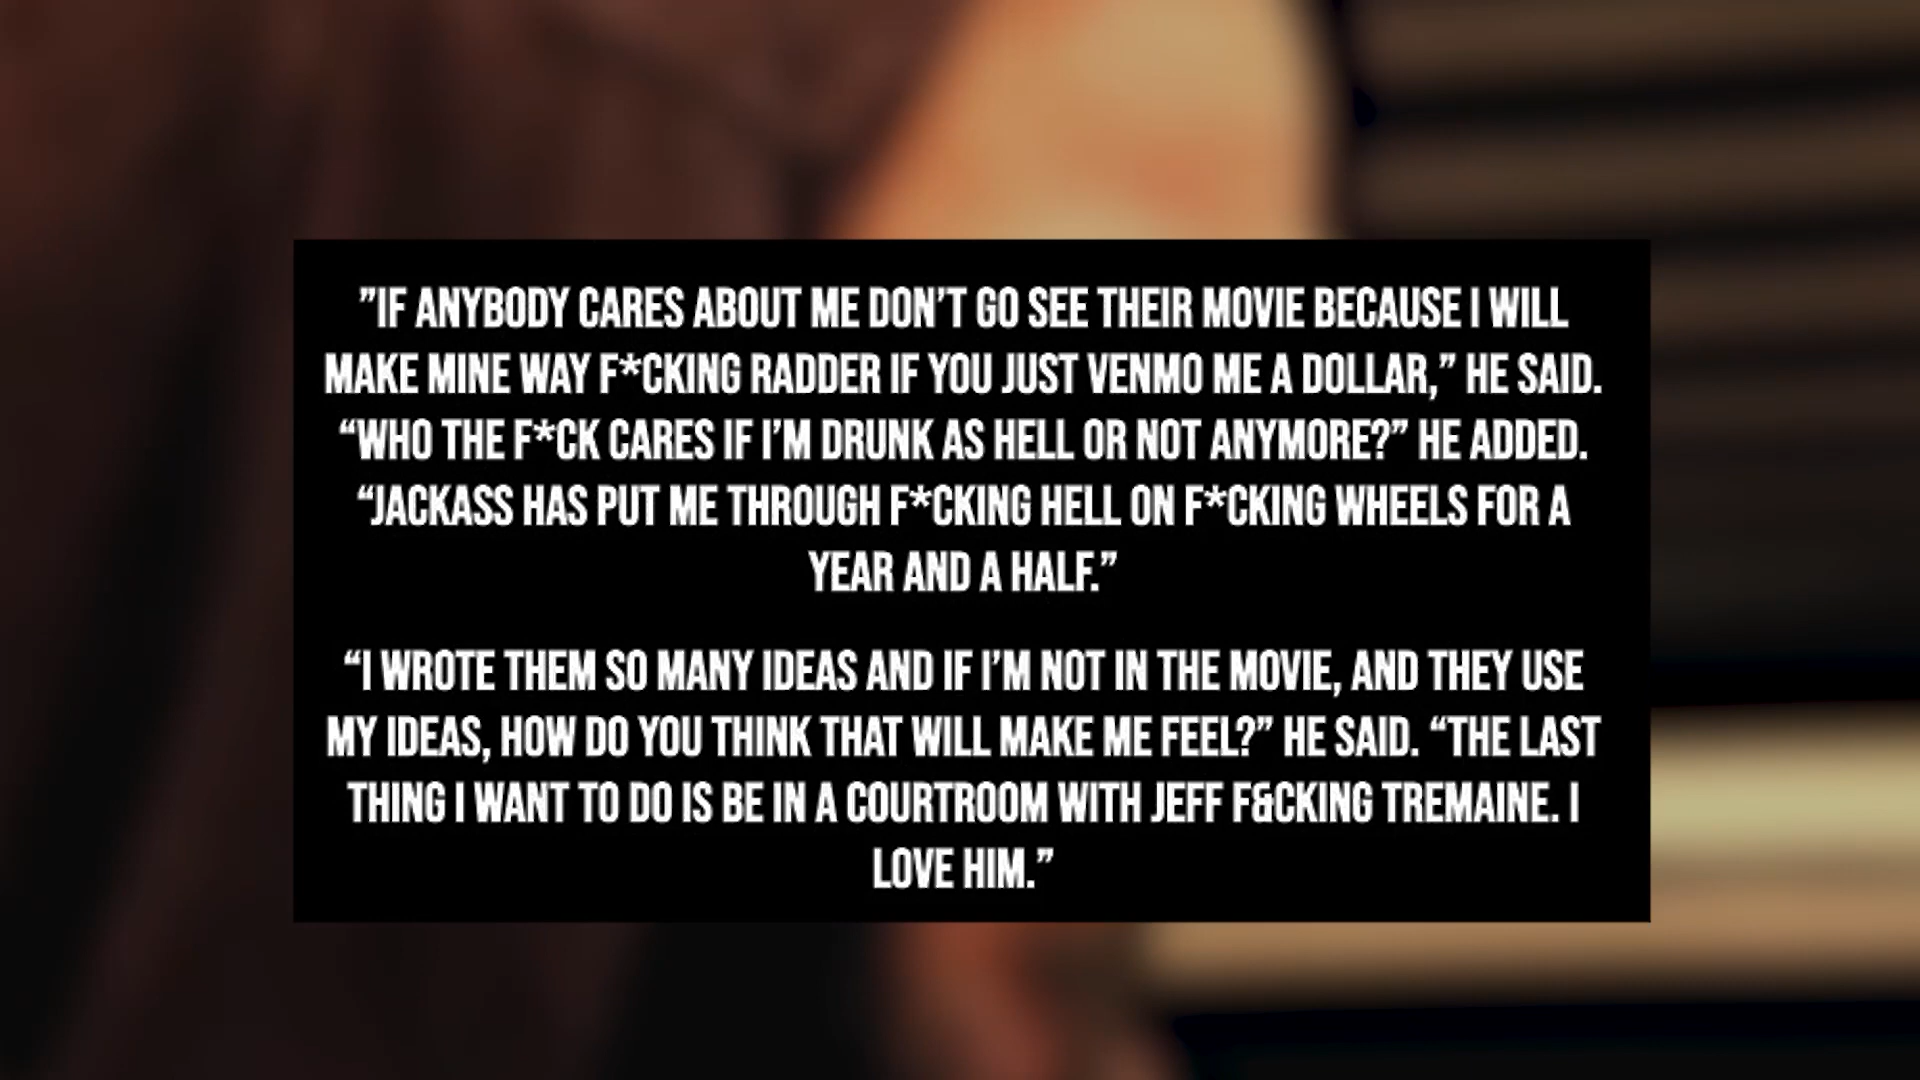 ”IF ANYBODY CARES ABOUT ME DON’T GO SEE THEIR MOVIE BECAUSE I WILL
MAKE MINE WAY F*CKING RADDER IF YOU JUST VENMO ME A DOLLAR,” HE SAID.
“WHO THE F*CK CARES IF I’M DRUNK AS HELL OR NOT ANYMORE?” HE ADDED.
“JACKASS HAS PUT ME THROUGH F*CKING HELL ON F*CKING WHEELS FOR A
YEAR AND A HALF.”
“I WROTE THEM SO MANY IDEAS AND IF I’M NOT IN THE MOVIE, AND THEY USE
MY IDEAS, HOW DO YOU THINK THAT WILL MAKE ME FEEL?” HE SAID. “THE LAST
THING I WANT TO DO IS BE IN A COURTROOM WITH JEFF F&CKING TREMAINE. I
LOVE HIM.”